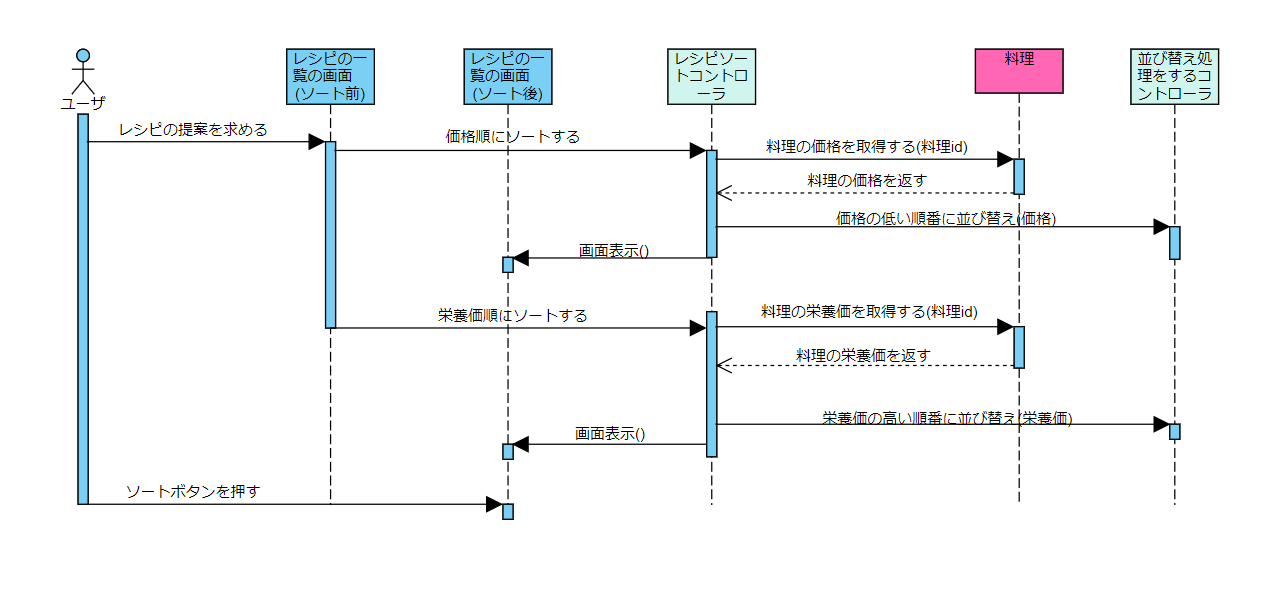 ユーザ
レシピの一
覧の画面
(ソート前)
レシピの一
覧の画面
(ソート後)
レシピソー
トコントロ
ーラ
料理
並び替え処
理をするコ
ントローラ
レシピの提案を求める
価格順にソートする
料理の価格を取得する(料理id)
料理の価格を返す
価格の低い順番に並び替え(価格)
画面表示()
栄養価順にソートする
料理の栄養価を取得する(料理id)
料理の栄養価を返す
栄養価の高い順番に並び替え(栄養価)
画面表示()
ソートボタンを押す